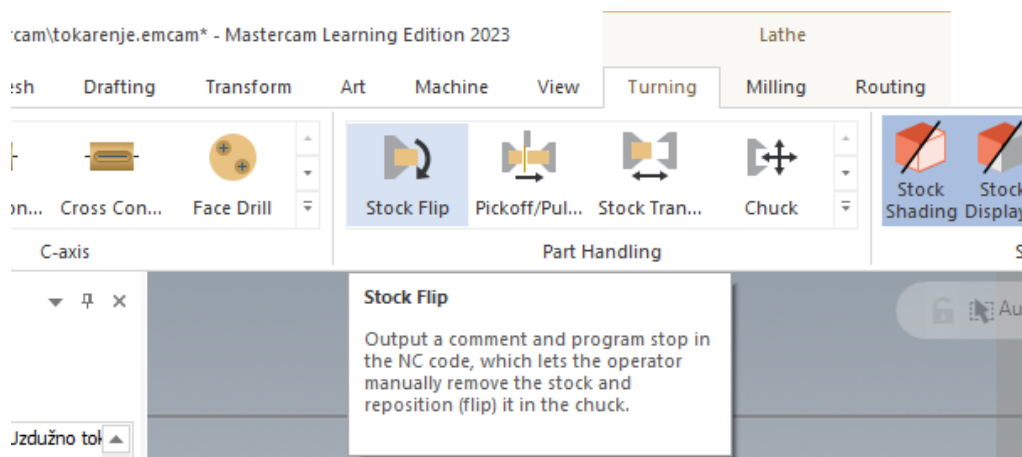 rcam\tokarenje.emcam* - Mastercam Learning Edition 2023
Lathe
esh Drafting Transform Art Machine View Turning Milling Routing
on... Cross Con... Face Drill Stock Flip Pickoff/Pul... Stock Tran... Chuck Stock Shading Stock Display
C-axis Part Handling S
Stock Flip
Output a comment and program stop in
the NC code, which lets the operator
manually remove the stock and
reposition (flip) it in the chuck.
Au
Uzdužno tok